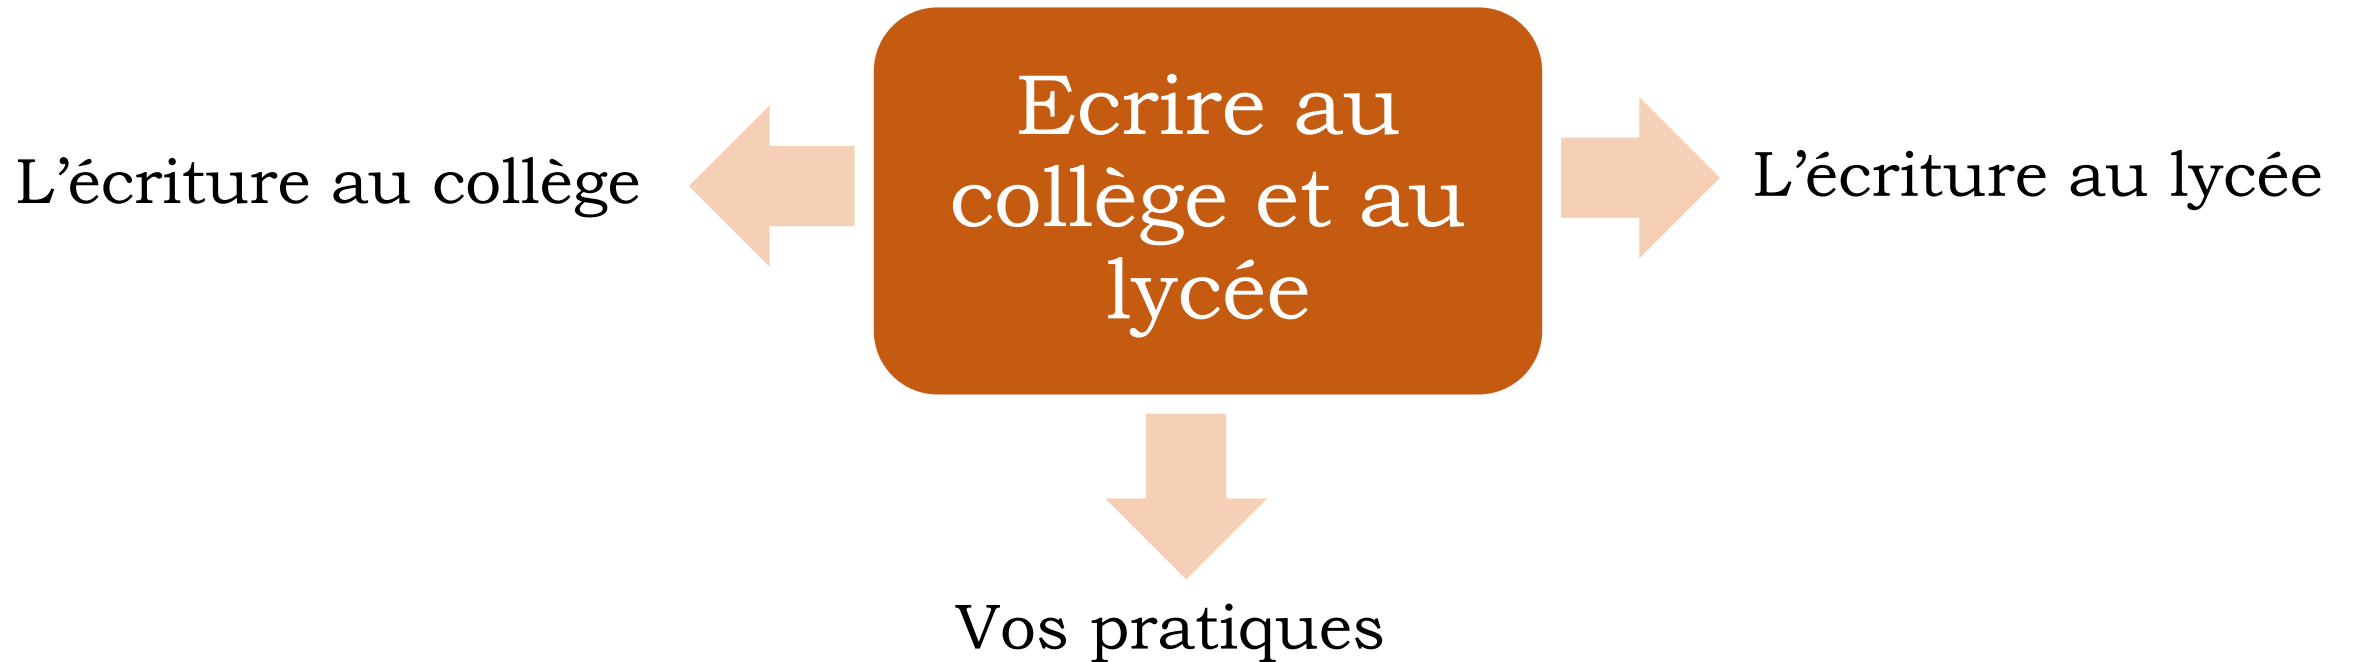 Ecrire au
collège et au
lycée
L’écriture au collège
L’écriture au lycée
Vos pratiques